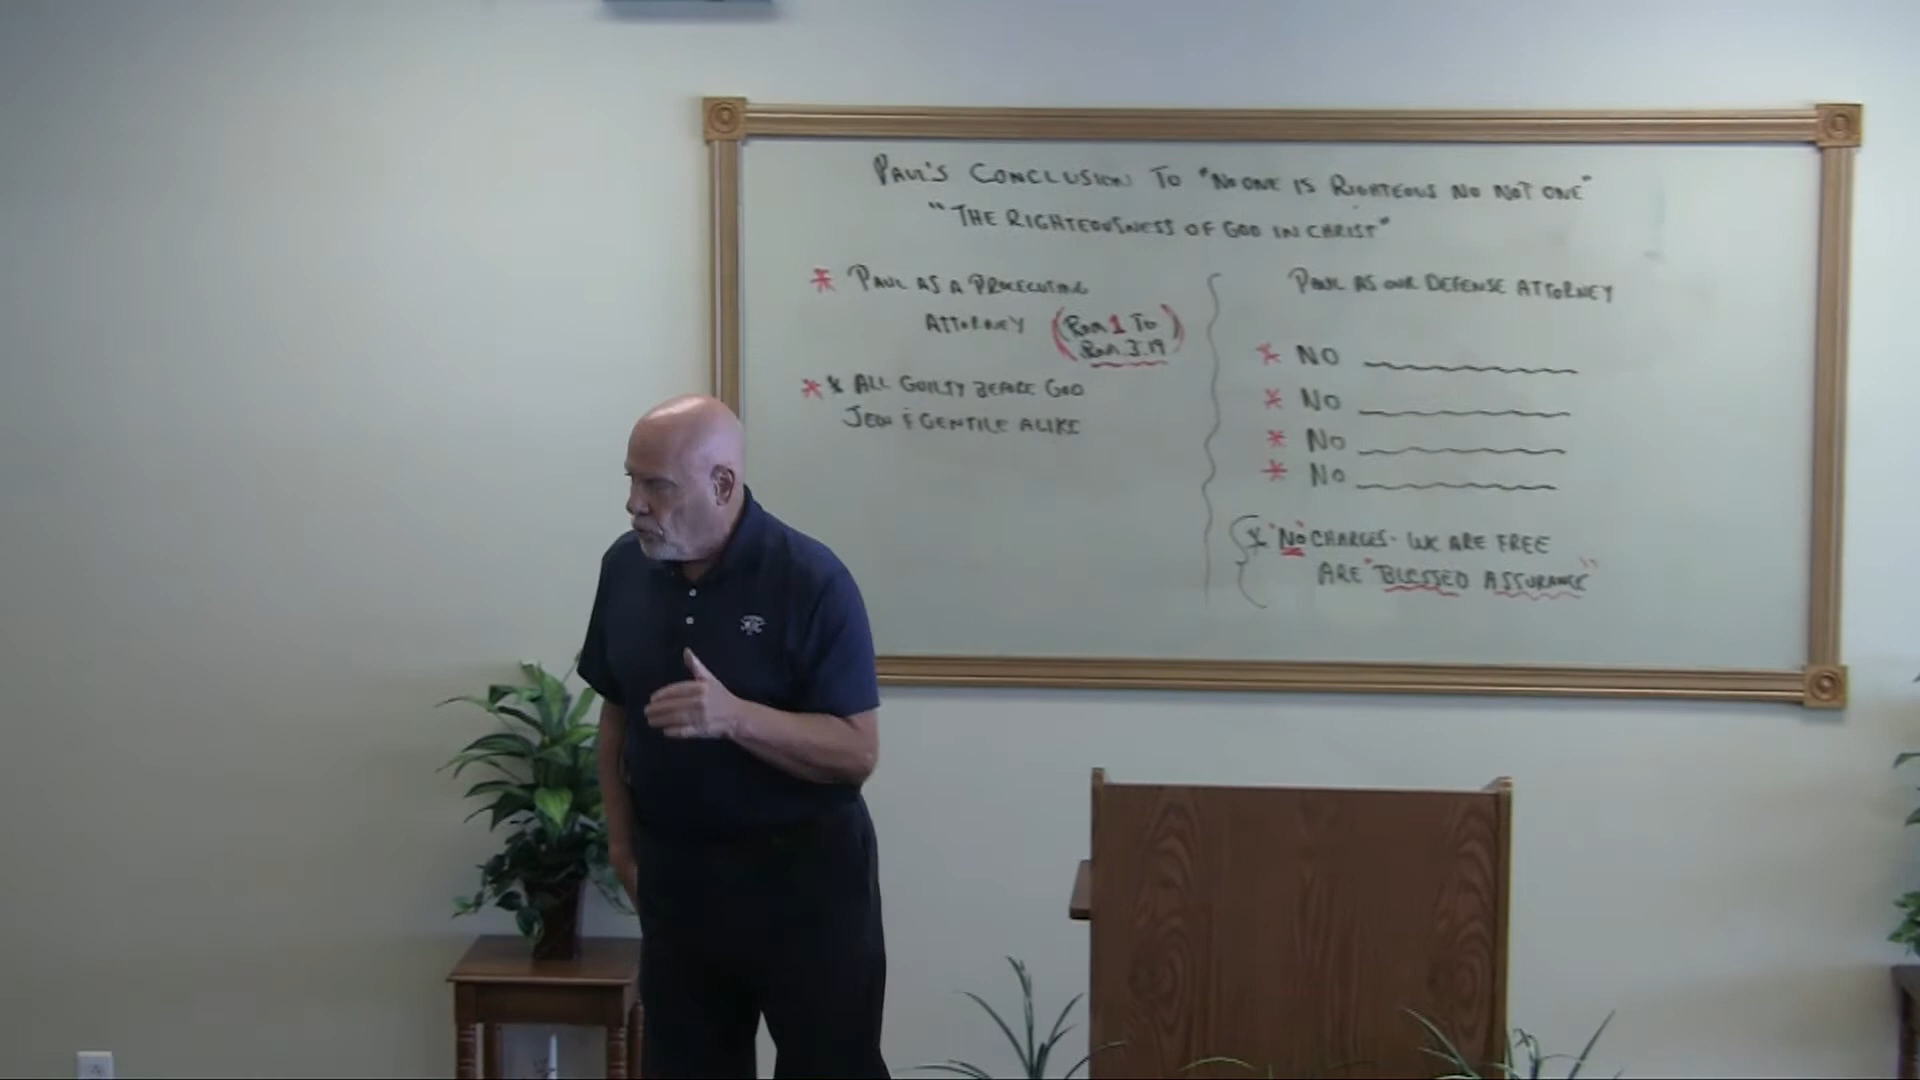 PAUL'S CONCLUSION TO "NO ONE IS RIGHTEOUS NO NOT ONE"
"THE RIGHTEOUSNESS OF GOD IN CHRIST"
* PAUL AS A PROCECUTING
ATTORNEY (Rom 1 To
Rom 3:19)
* * ALL GUILTY BEFORE GOD
JEW & GENTILE ALIKE
PAUL AS OUR DEFENSE ATTORNEY
* NO
* NO
* NO
* NO
* "NO" CHARGES - WE ARE FREE
ARE "BLESSED ASSURANCE"